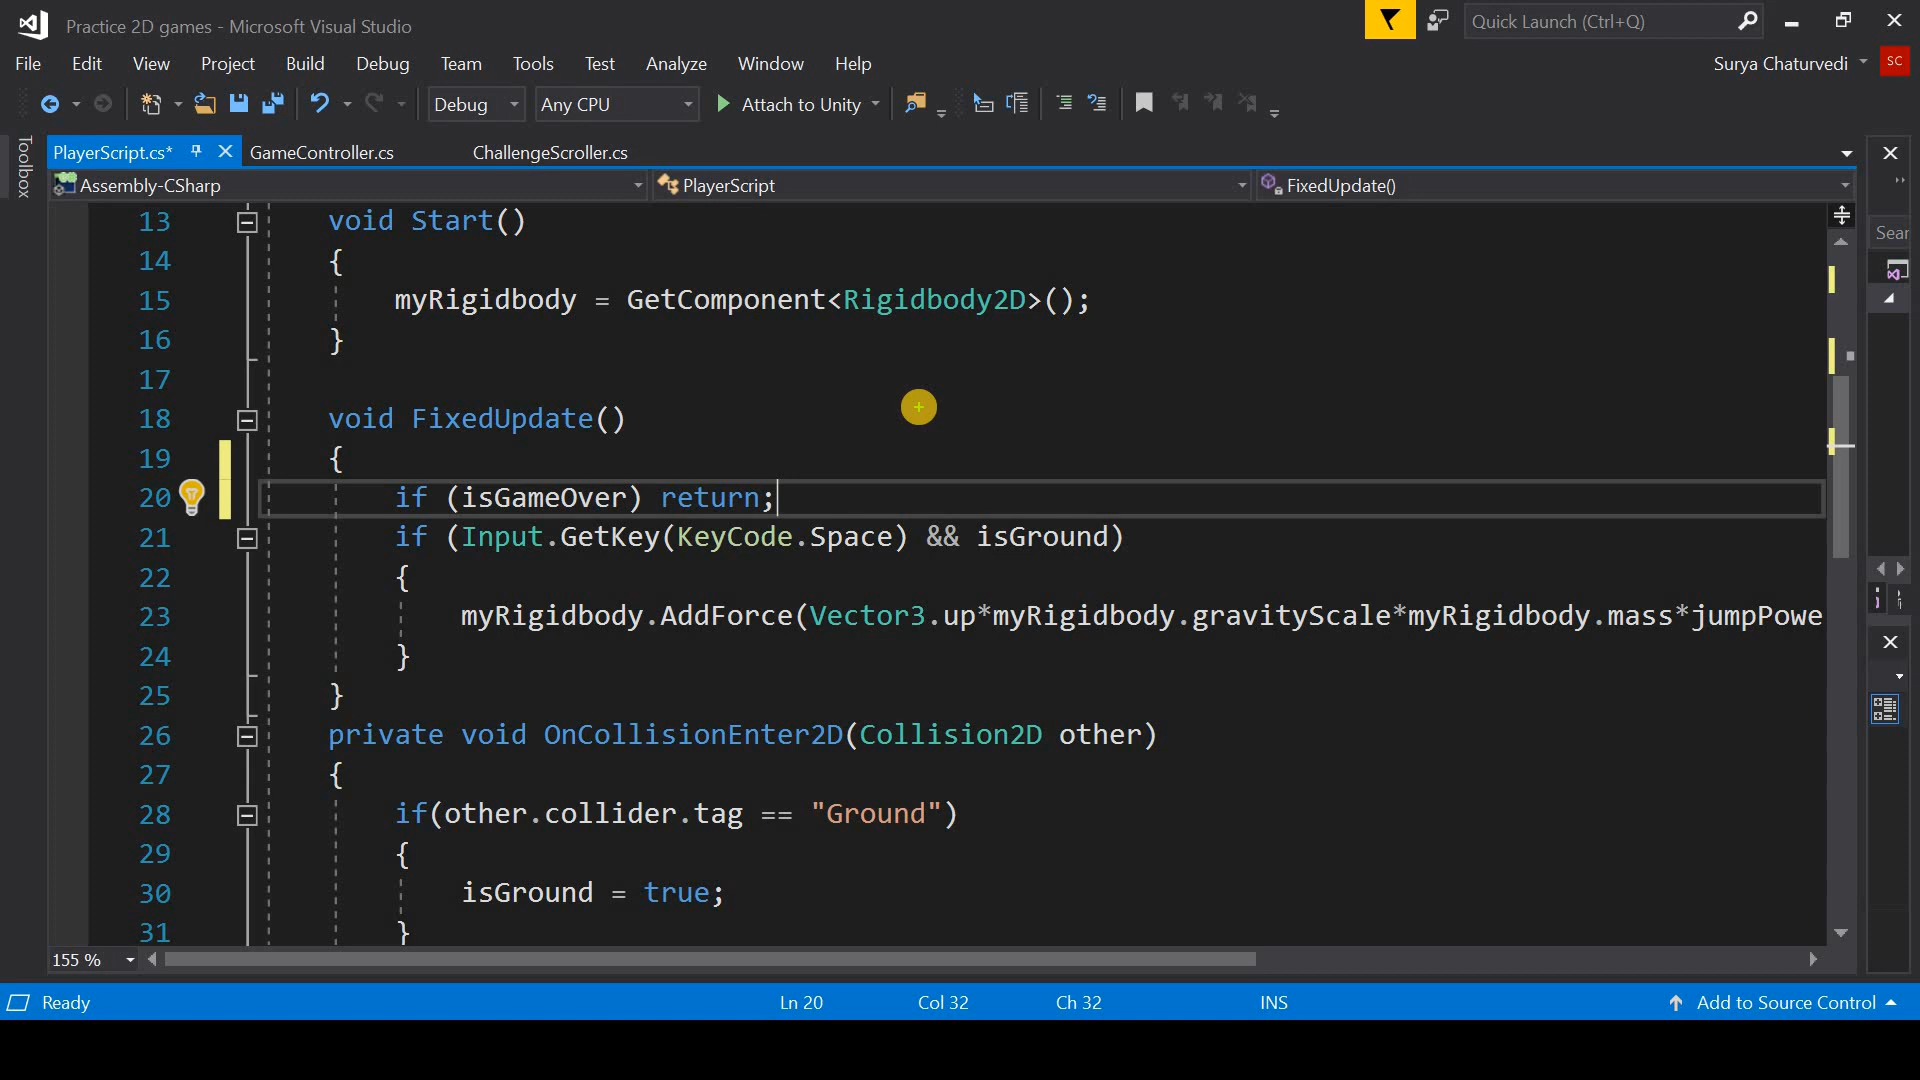 Practice 2D games - Microsoft Visual Studio
Quick Launch (Ctrl+Q)
File Edit View Project Build Debug Team Tools Test Analyze Window Help
Surya Chaturvedi SC
Debug Any CPU Attach to Unity
Toolbox
PlayerScript.cs* GameController.cs ChallengeScroller.cs
Assembly-CSharp PlayerScript FixedUpdate()
Sear
13 void Start()
14 {
15 myRigidbody = GetComponent<Rigidbody2D>();
16 }
17
18 void FixedUpdate()
19 {
20 if (isGameOver) return;
21 if (Input.GetKey(KeyCode.Space) && isGround)
22 {
23 myRigidbody.AddForce(Vector3.up*myRigidbody.gravityScale*myRigidbody.mass*jumpPowe
24 }
25 }
26 private void OnCollisionEnter2D(Collision2D other)
27 {
28 if(other.collider.tag == "Ground")
29 {
30 isGround = true;
31 }
155 %
Ready Ln 20 Col 32 Ch 32 INS Add to Source Control